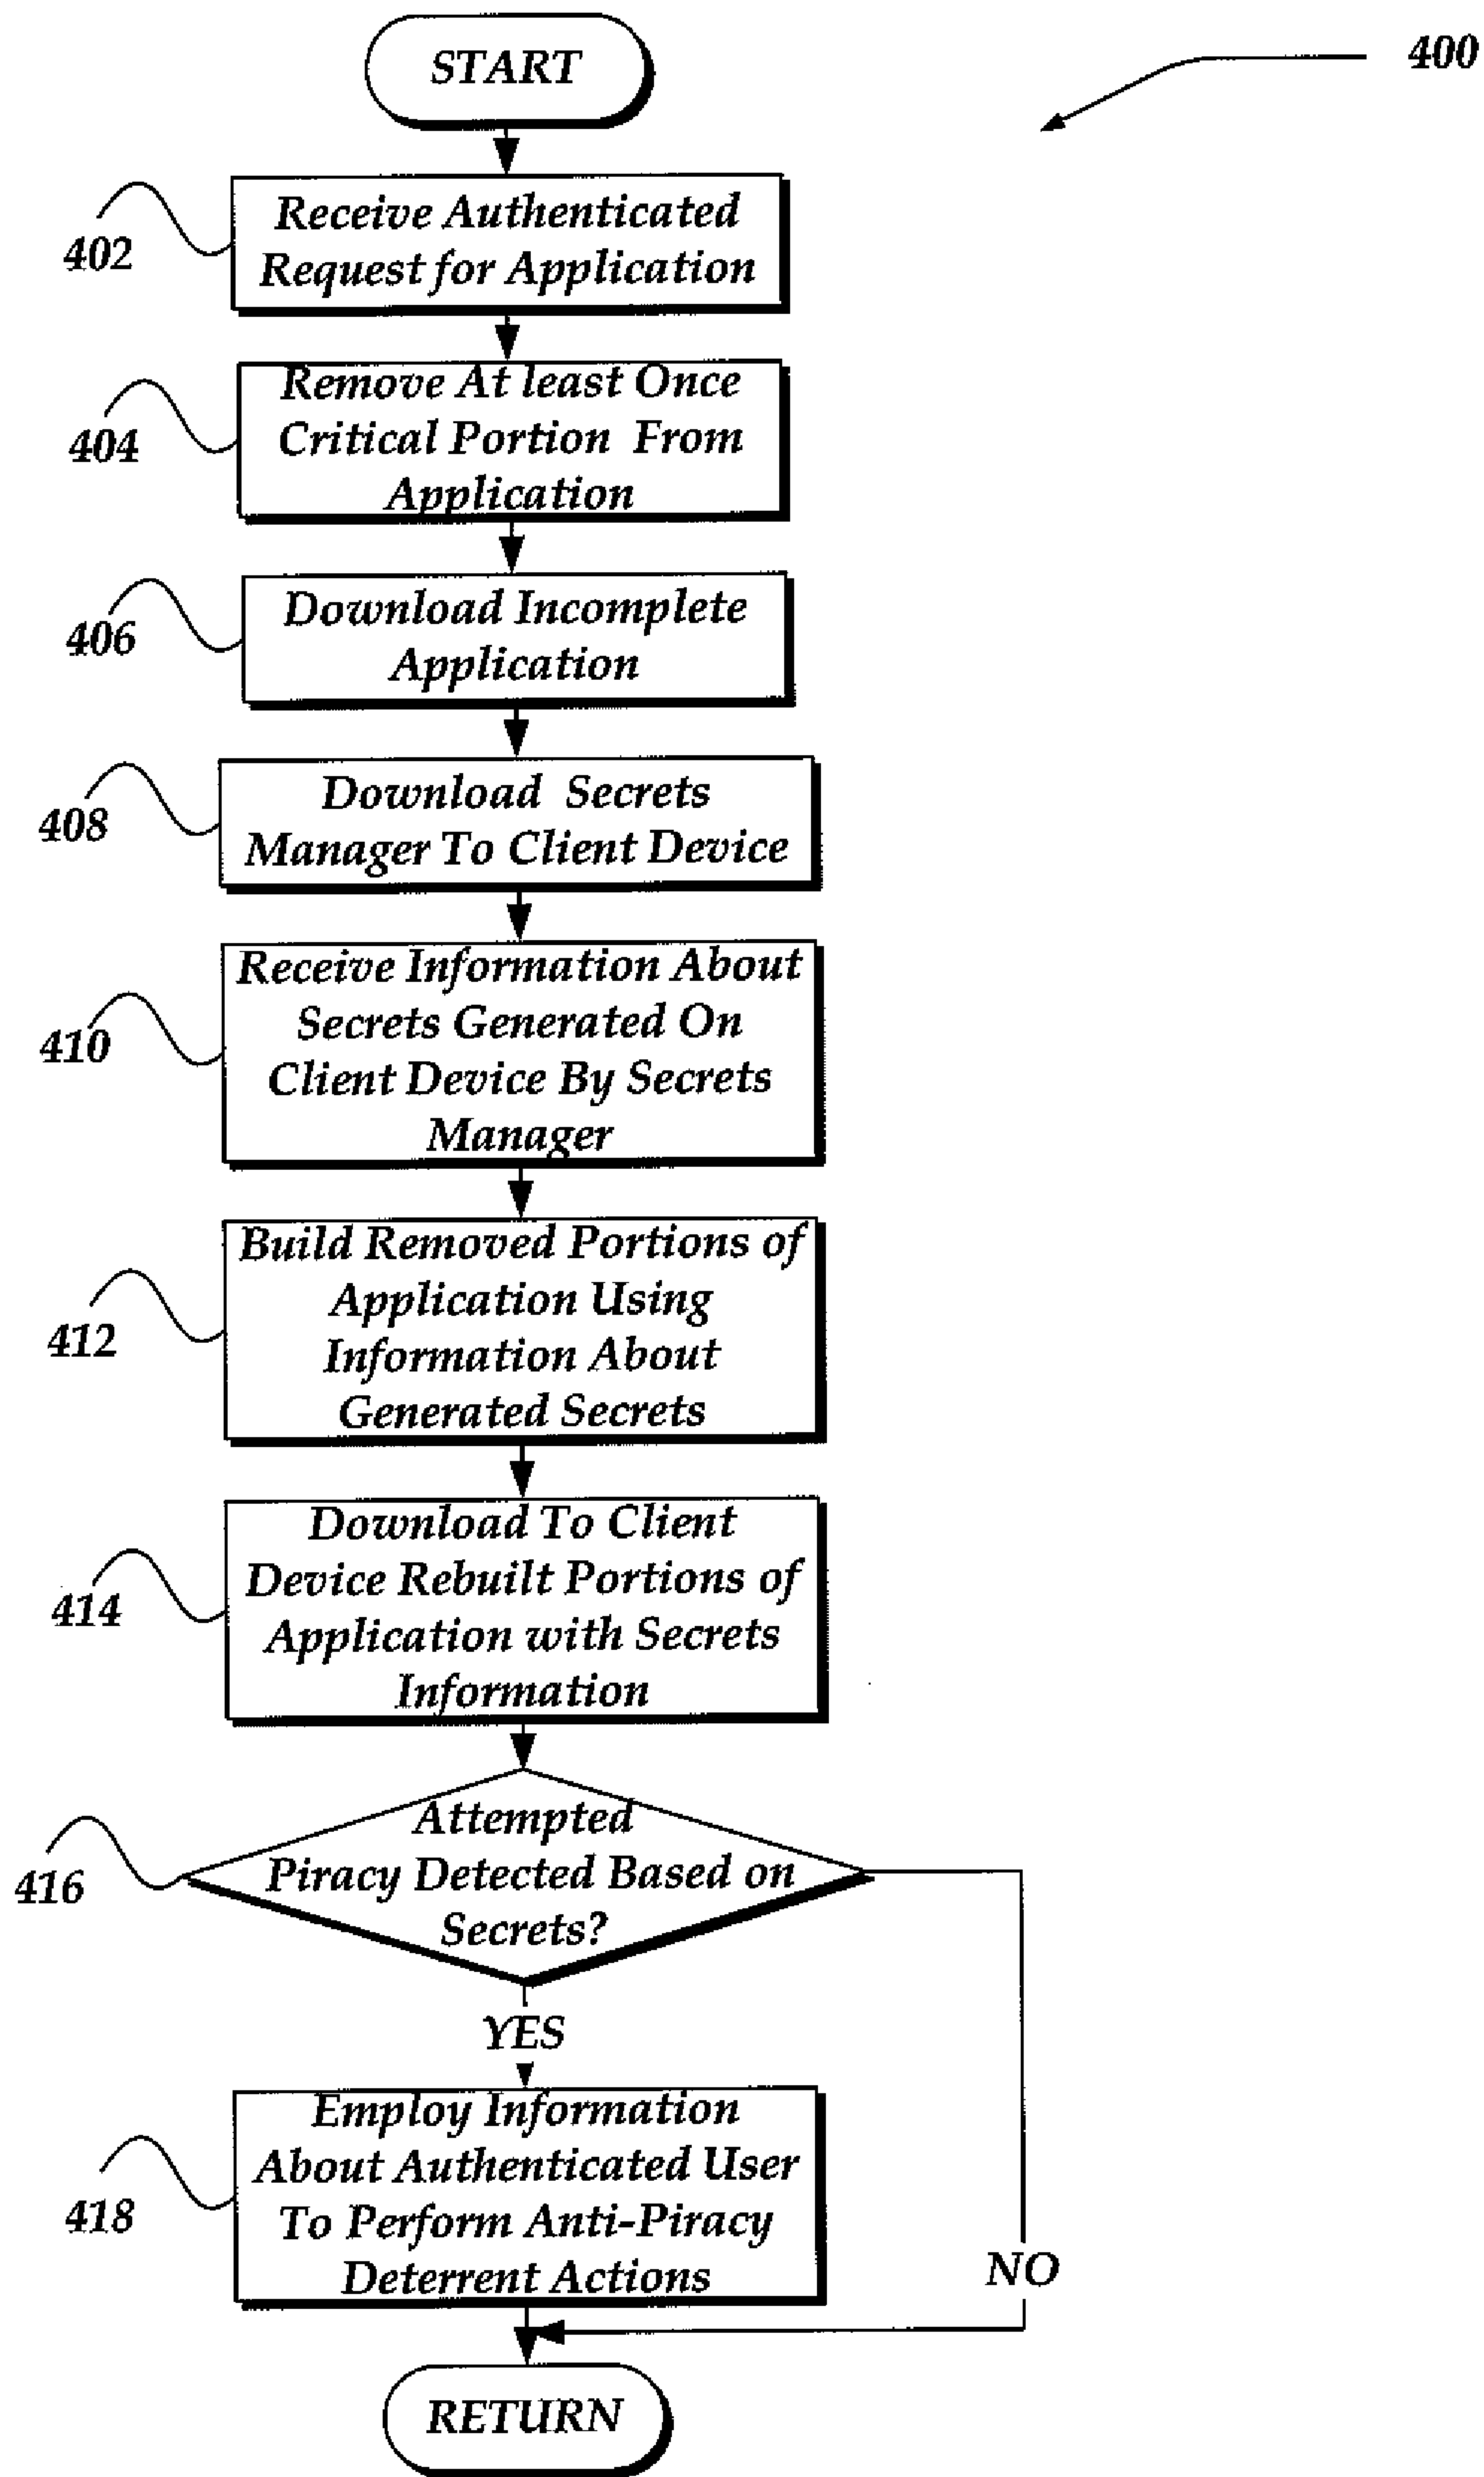 START
400
Receive Authenticated
Request for Application
402
Remove At least Once
Critical Portion From
Application
404
Download Incomplete
Application
406
Download Secrets
Manager To Client Device
408
Receive Information About
Secrets Generated On
Client Device By Secrets
Manager
410
Build Removed Portions of
Application Using
Information About
Generated Secrets
412
Download To Client
Device Rebuilt Portions of
Application with Secrets
Information
414
Attempted
Piracy Detected Based on
Secrets?
416
YES
Employ Information
About Authenticated User
To Perform Anti-Piracy
Deterrent Actions
418
NO
RETURN